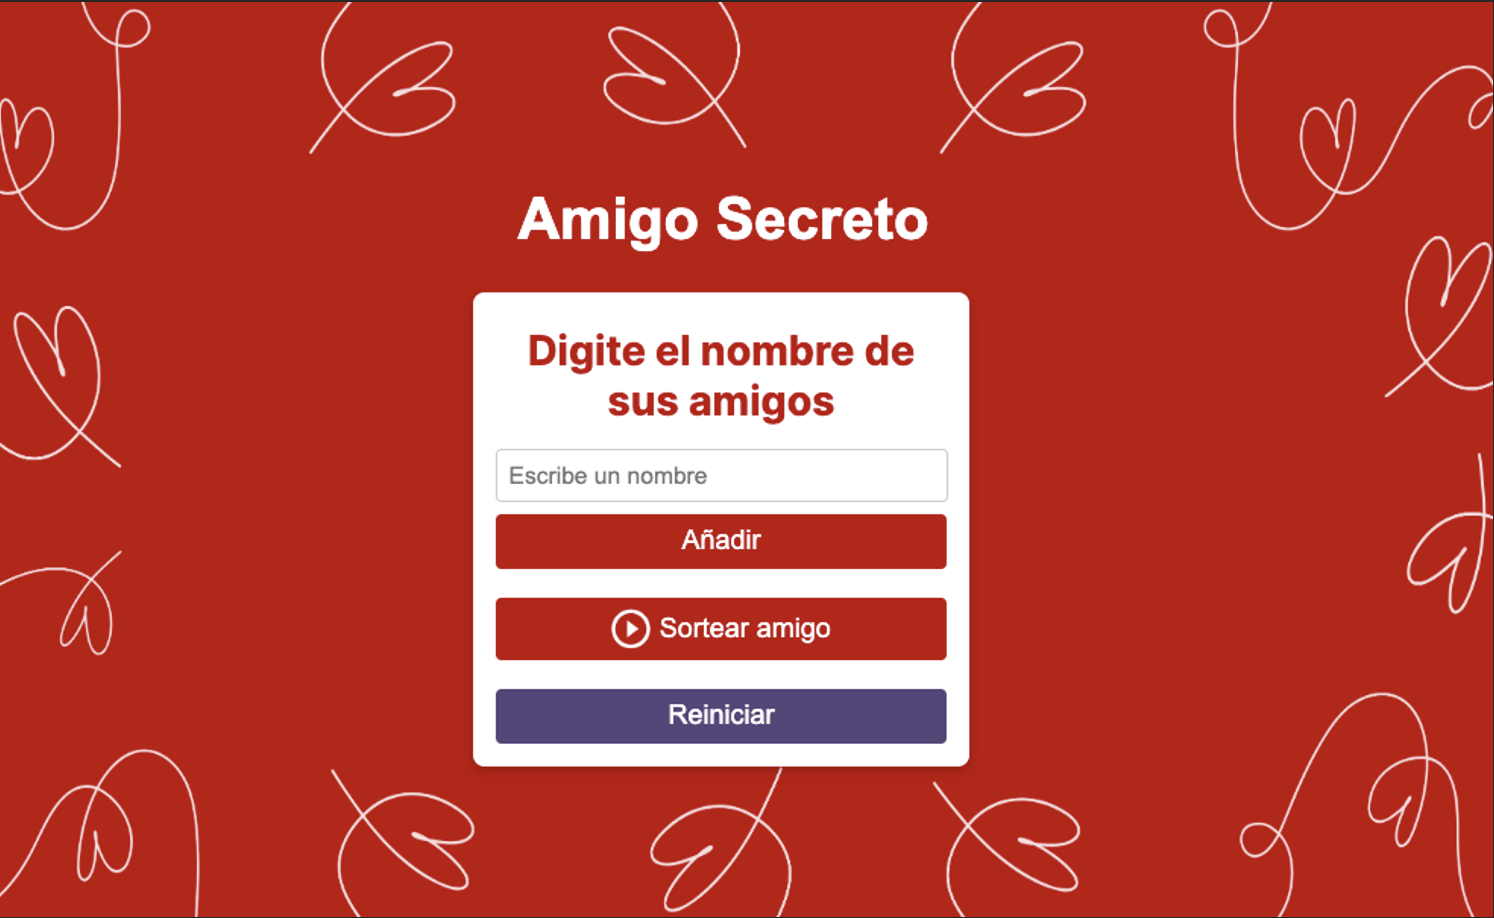 Amigo Secreto
Digite el nombre de
sus amigos
Escribe un nombre
Añadir
Sortear amigo
Reiniciar